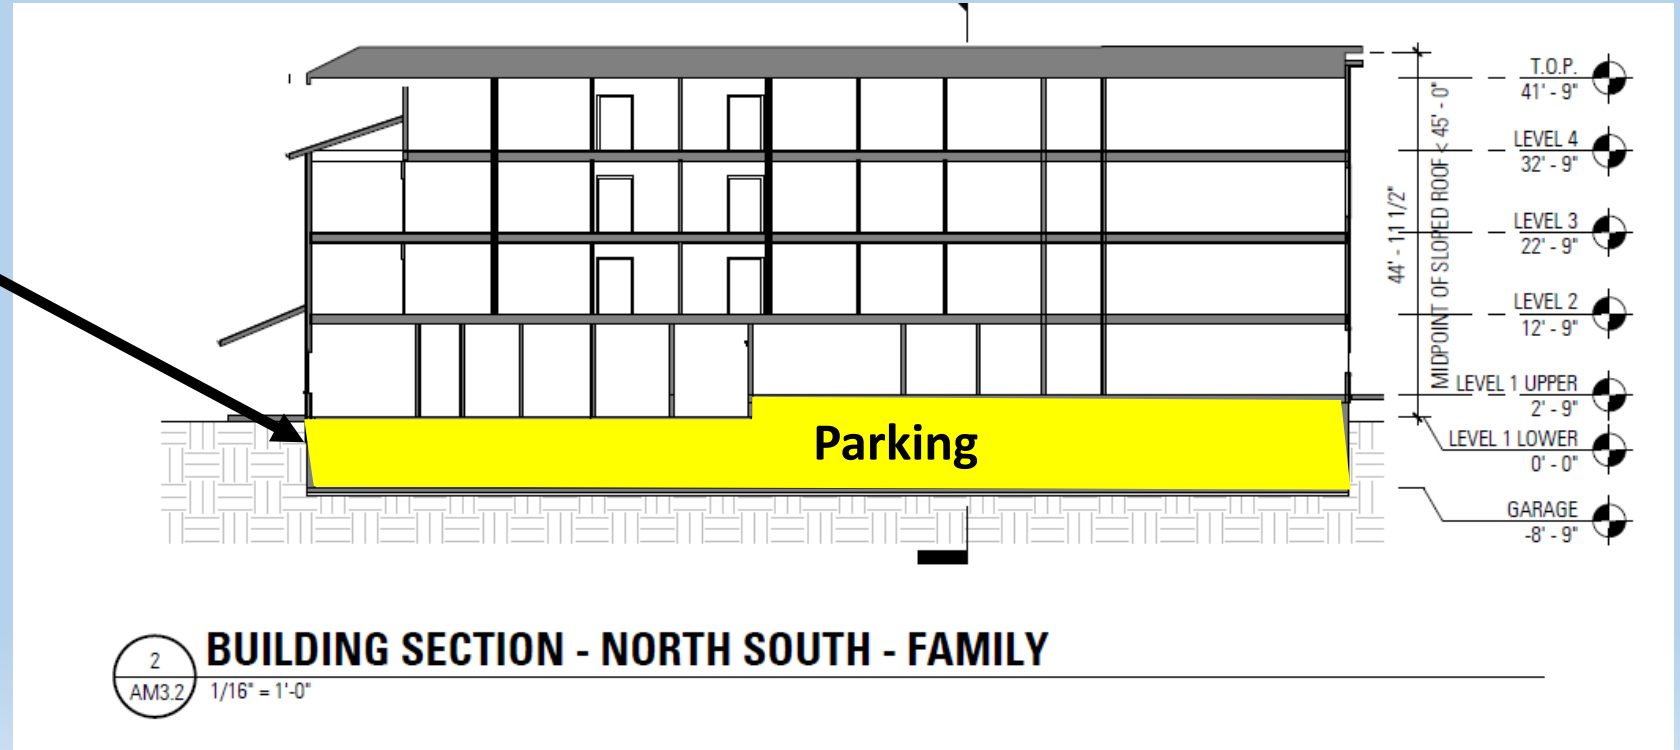 T.O.P.
41' - 9"
LEVEL 4
32' - 9"
LEVEL 3
22' - 9"
LEVEL 2
12' - 9"
LEVEL 1 UPPER
2' - 9"
LEVEL 1 LOWER
0' - 0"
GARAGE
-8' - 9"
44' - 11 1/2"
MIDPOINT OF SLOPED ROOF < 45' - 0"
Parking
2
AM3.2
BUILDING SECTION - NORTH SOUTH - FAMILY
1/16" = 1'-0"